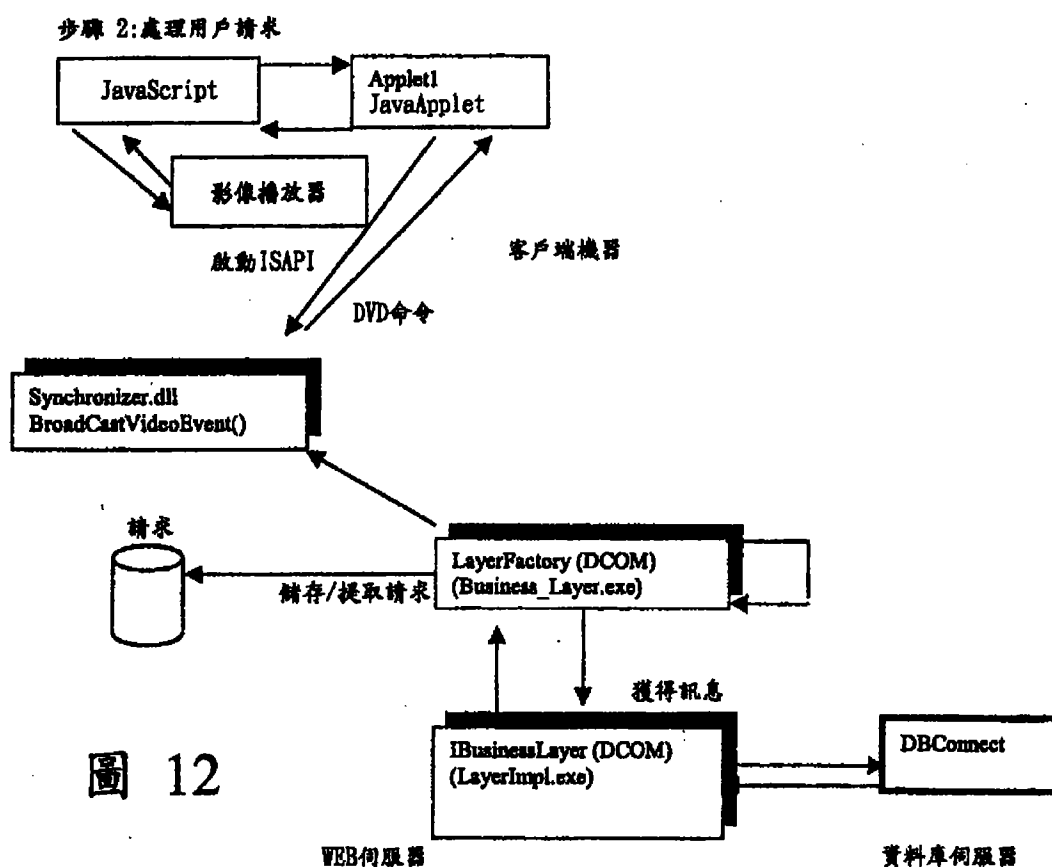 步驟 2:處理用戶請求
JavaScript
Applet1
JavaApplet
影像播放器
啟動ISAPI
客戶端機器
DVD命令
Synchronizer.dll
BroadCastVideoEvent()
請求
儲存/提取請求
LayerFactory (DCOM)
(Business_Layer.exe)
獲得訊息
IBusinessLayer (DCOM)
(LayerImpl.exe)
DBConnect
圖 12
WEB伺服器
資料庫伺服器